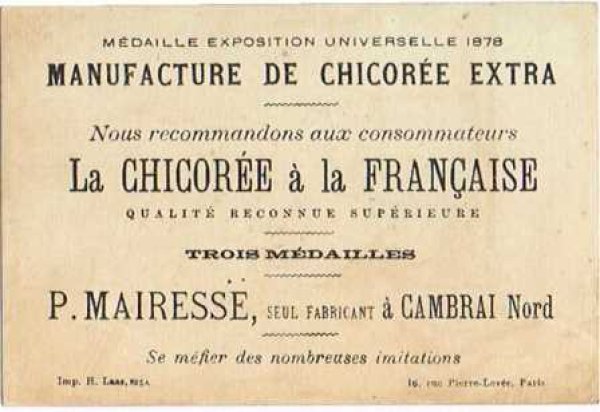 MÉDAILLE EXPOSITION UNIVERSELLE 1878
MANUFACTURE DE CHICORÉE EXTRA
Nous recommandons aux consommateurs
La CHICORÉE à la FRANÇAISE
QUALITÉ RECONNUE SUPÉRIEURE
TROIS MÉDAILLES
P. MAIRESSE, SEUL FABRICANT à CAMBRAI Nord
Se méfier des nombreuses imitations
Imp. H. Laas,
16, rue Pierre-Levée, Paris